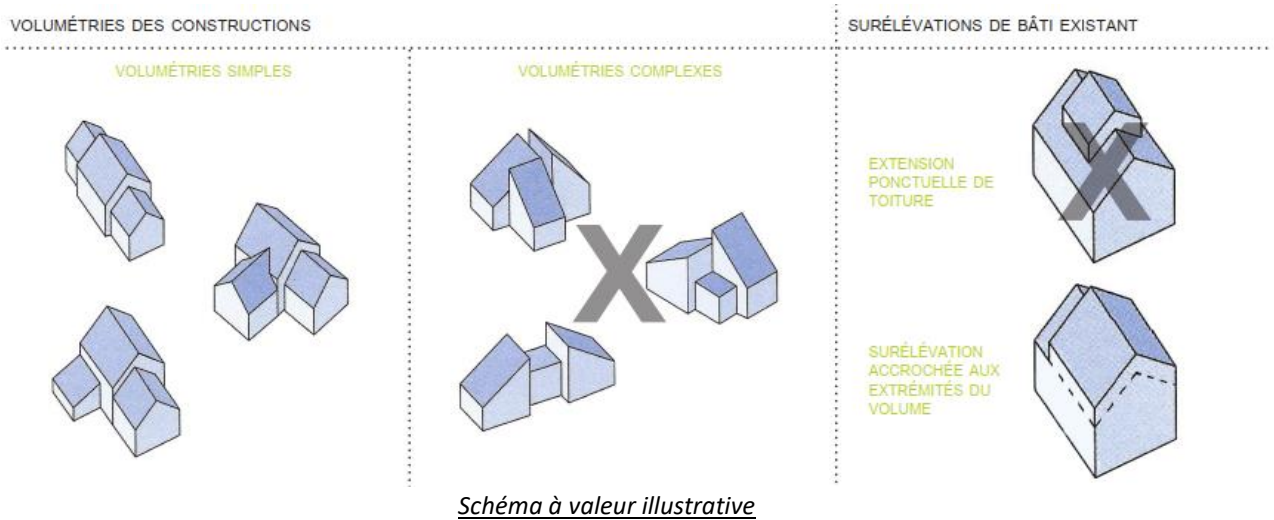 VOLUMÉTRIES DES CONSTRUCTIONS
VOLUMÉTRIES SIMPLES
VOLUMÉTRIES COMPLEXES
X
SURÉLÉVATIONS DE BÂTI EXISTANT
EXTENSION
PONCTUELLE DE
TOITURE
X
SURÉLÉVATION
ACCROCHÉE AUX
EXTRÉMITÉS DU
VOLUME
Schéma à valeur illustrative